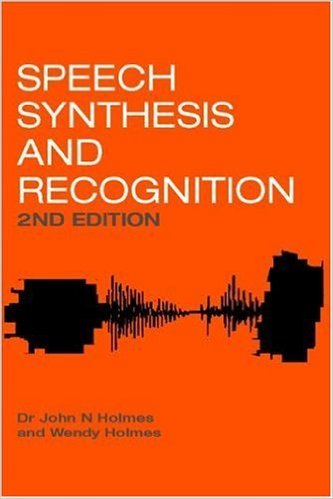 SPEECH
SYNTHESIS
AND
RECOGNITION
2ND EDITION
Dr John N Holmes
and Wendy Holmes